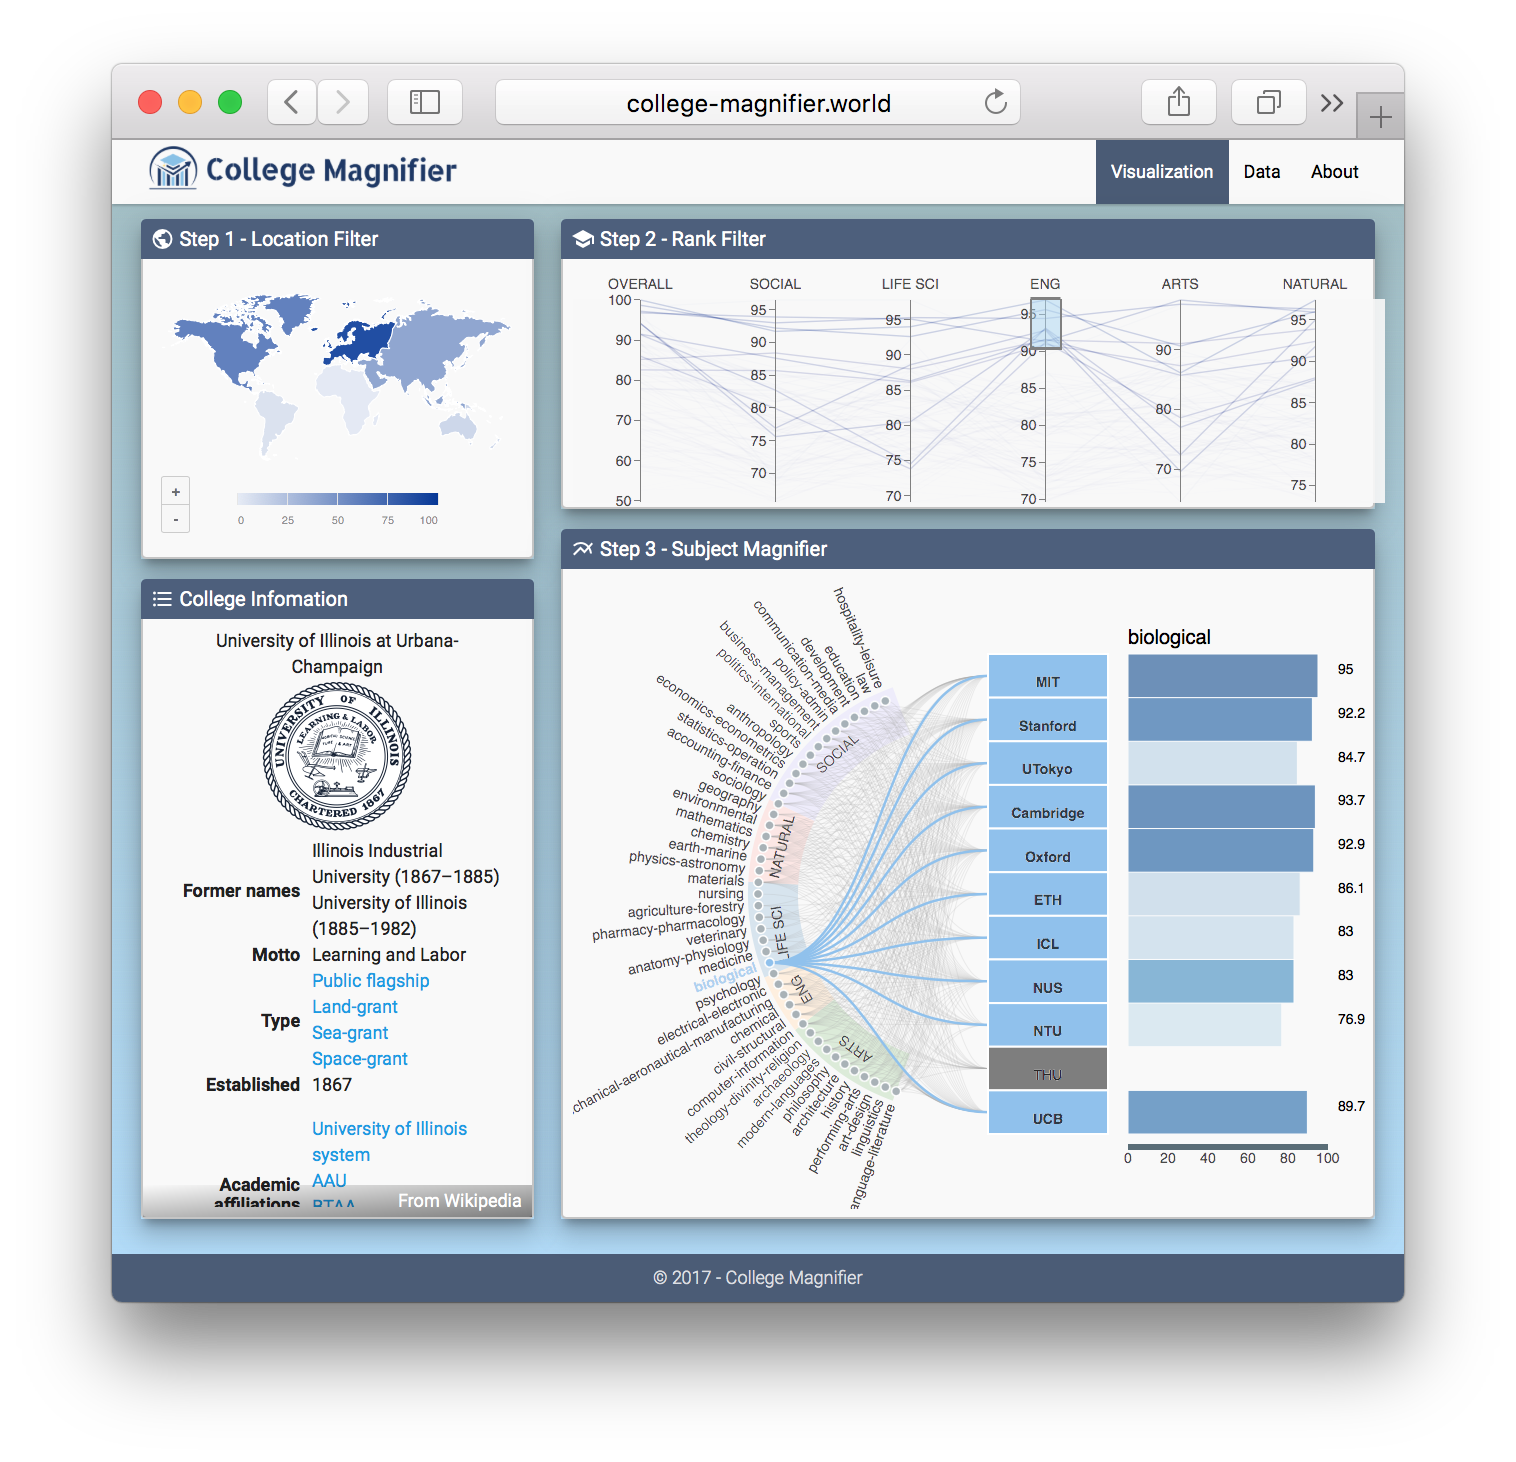 college-magnifier.world
College Magnifier
Visualization
Data
About
Step 1 - Location Filter
+
-
0 25 50 75 100
Step 2 - Rank Filter
OVERALL SOCIAL LIFE SCI ENG ARTS NATURAL
100 90 80 70 60 50
95 90 85 80 75 70
95 90 85 80 75 70
95 90 85 80 75 70
90 80 70
95 90 85 80 75
College Infomation
University of Illinois at Urbana-
Champaign
UNIVERSITY OF ILLINOIS
LEARNING & LABOR
CHARTERED 1867
Former names
Illinois Industrial
University (1867–1885)
University of Illinois
(1885–1982)
Motto Learning and Labor
Type
Public flagship
Land-grant
Sea-grant
Space-grant
Established 1867
University of Illinois
system
Academic
affiliations
AAU
BTAA
From Wikipedia
Step 3 - Subject Magnifier
hospitality-leisure
law
education
development
communication-media
policy-admin
business-management
politics-international
sports
anthropology
economics-econometrics
statistics-operation
accounting-finance
sociology
geography
environmental
mathematics
chemistry
earth-marine
physics-astronomy
materials
nursing
agriculture-forestry
pharmacy-pharmacology
veterinary
anatomy-physiology
medicine
biological
psychology
electrical-electronic
chanical-aeronautical-manufacturing
chemical
civil-structural
computer-information
theology-divinity-religion
archaeology
modern-languages
philosophy
architecture
history
performing-arts
art-design
linguistics
anguage-literature
SOCIAL
NATURAL
LIFE SCI
ENG
ARTS
biological
MIT 95
Stanford 92.2
UTokyo 84.7
Cambridge 93.7
Oxford 92.9
ETH 86.1
ICL 83
NUS 83
NTU 76.9
THU
UCB 89.7
0 20 40 60 80 100
© 2017 - College Magnifier